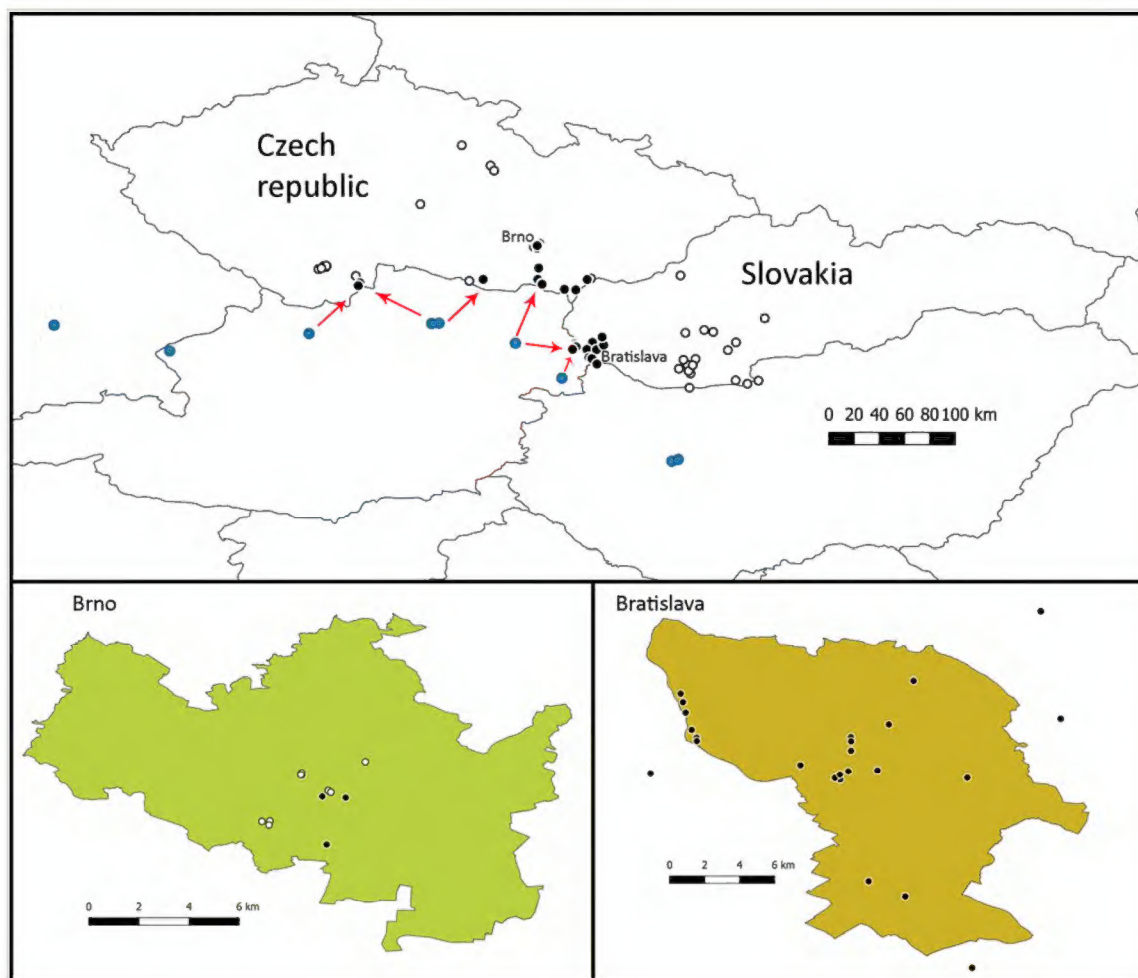 Czech
republic
Brno
Slovakia
Bratislava
0 20 40 60 80 100 km
Brno
0 2 4 6 km
Bratislava
0 2 4 6 km